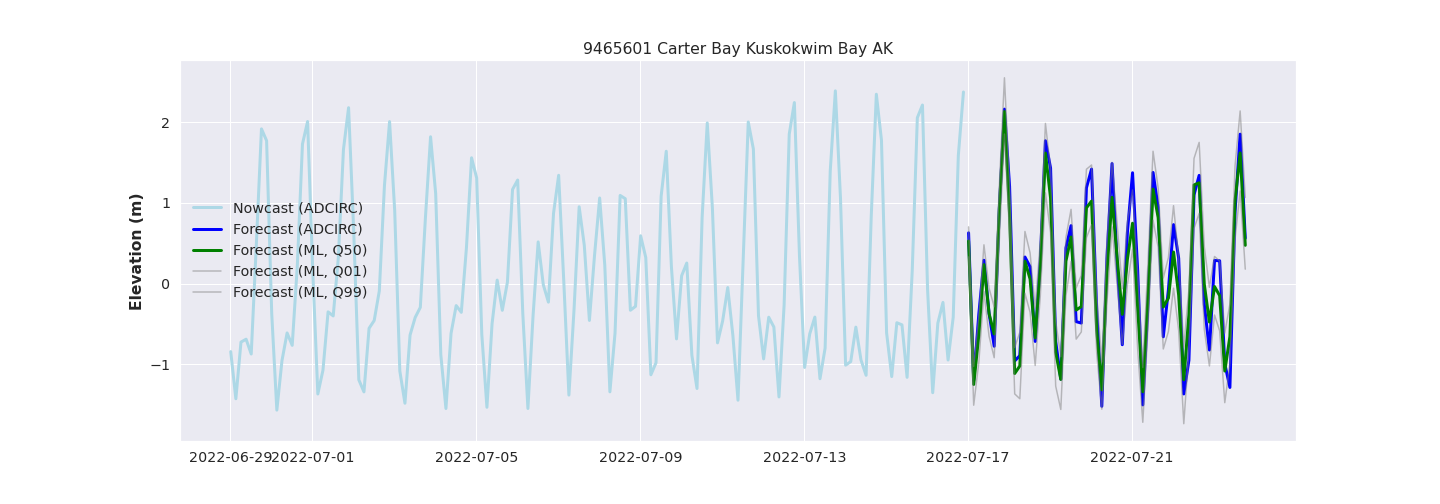 9465601 Carter Bay Kuskokwim Bay AK
Elevation (m)
2
1
0
−1
Nowcast (ADCIRC)
Forecast (ADCIRC)
Forecast (ML, Q50)
Forecast (ML, Q01)
Forecast (ML, Q99)
2022-06-29 2022-07-01 2022-07-05 2022-07-09 2022-07-13 2022-07-17 2022-07-21